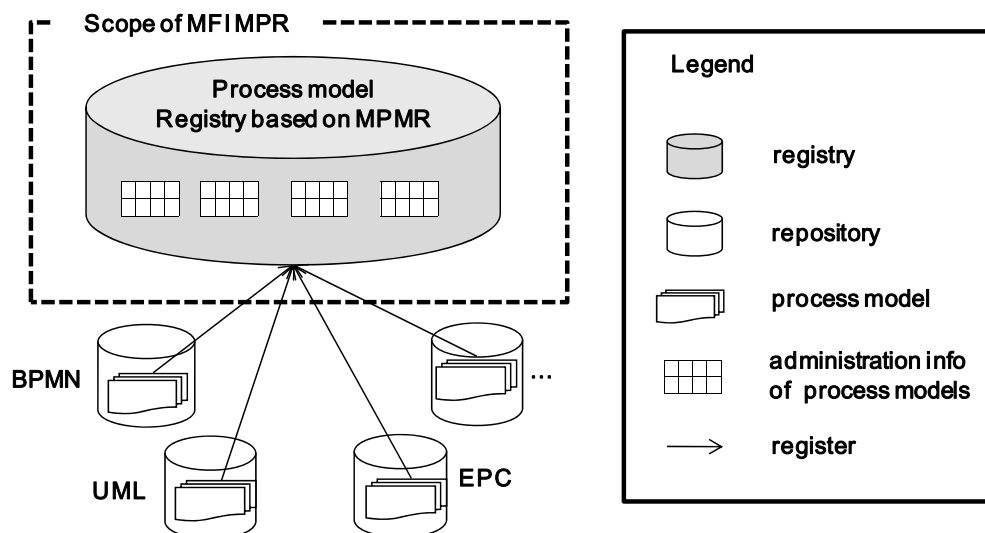 Scope of MFI MPR
Process model
Registry based on MPMR
BPMN
...
UML
EPC
Legend
registry
repository
process model
administration info
of process models
register